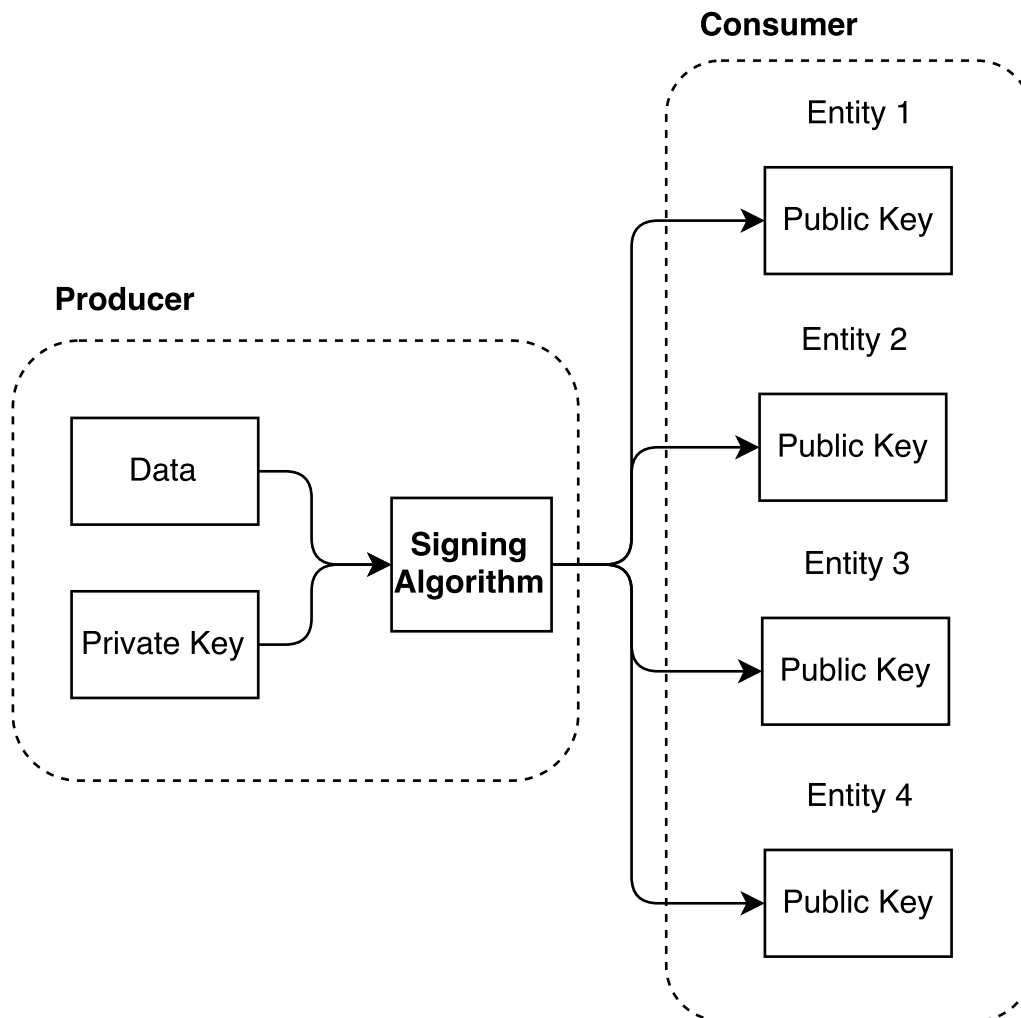 Consumer
Entity 1
Public Key
Producer
Entity 2
Data
Public Key
Signing
Algorithm
Entity 3
Private Key
Public Key
Entity 4
Public Key